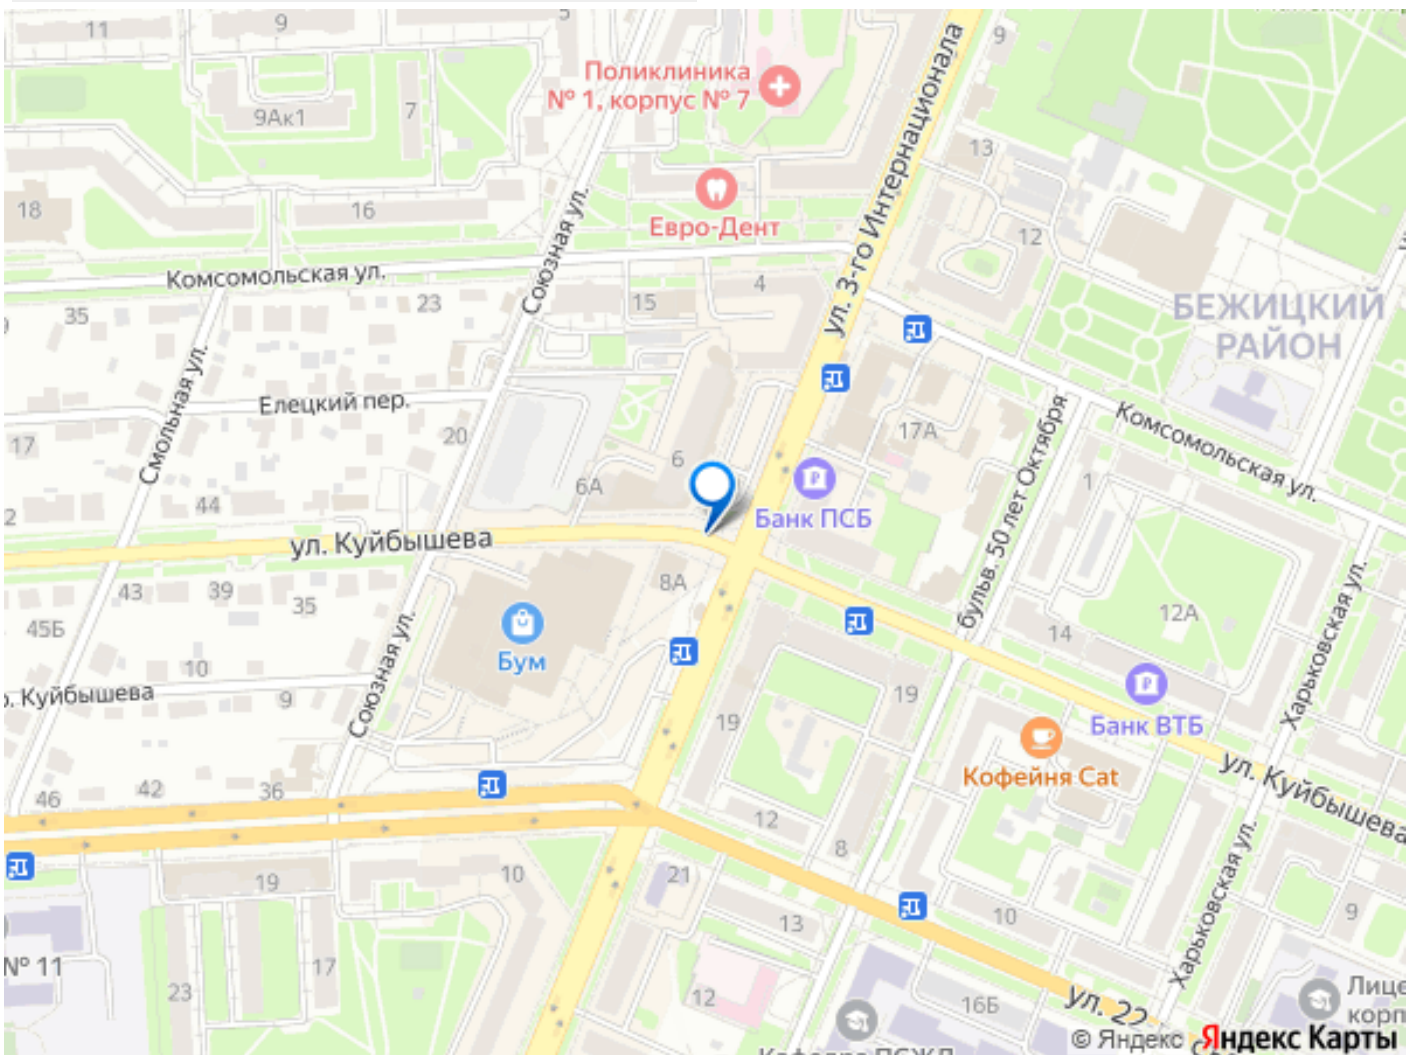 11
9
5
9
Поликлиника
№ 1, корпус № 7
9Ак1
7
ул. 3-го Интернационала
13
18
16
Союзная ул.
Евро-Дент
12
Комсомольская ул.
23
15
4
35
БЕЖИЦКИЙ
РАЙОН
Смольная ул.
Елецкий пер.
20
17
17А
Комсомольская ул.
6
6А
1
44
2
Банк ПСБ
бульв. 50 лет Октября
ул. Куйбышева
8А
43
39
35
45Б
12А
14
Харьковская ул.
Бум
10
Союзная ул.
. Куйбышева
9
19
19
Банк ВТБ
Кофейня Cat
ул. Куйбышева
46
42
36
12
8
Харьковская ул.
19
10
21
13
10
9
№ 11
17
23
12
16Б
ул. 22
Лице
корп
© Яндекс Яндекс Карты